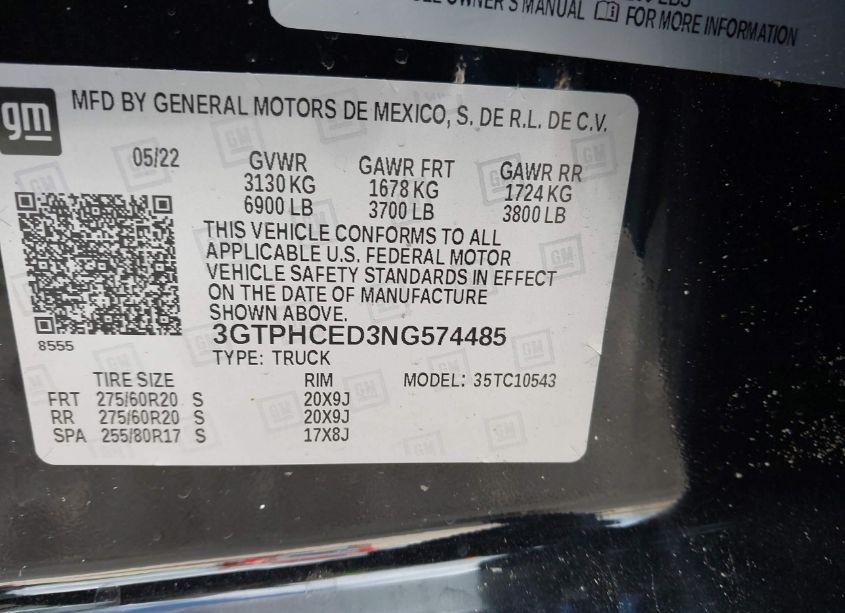 OWNER'S MANUAL FOR MORE INFORMATION
gm
MFD BY GENERAL MOTORS DE MEXICO, S. DE R.L. DE C.V.
05/22 GVWR GAWR FRT GAWR RR
3130 KG 1678 KG 1724 KG
6900 LB 3700 LB 3800 LB
THIS VEHICLE CONFORMS TO ALL
APPLICABLE U.S. FEDERAL MOTOR
VEHICLE SAFETY STANDARDS IN EFFECT
ON THE DATE OF MANUFACTURE
SHOWN ABOVE.
8555
3GTPHCED3NG574485
TYPE: TRUCK
TIRE SIZE RIM MODEL: 35TC10543
FRT 275/60R20 S 20X9J
RR 275/60R20 S 20X9J
SPA 255/80R17 S 17X8J